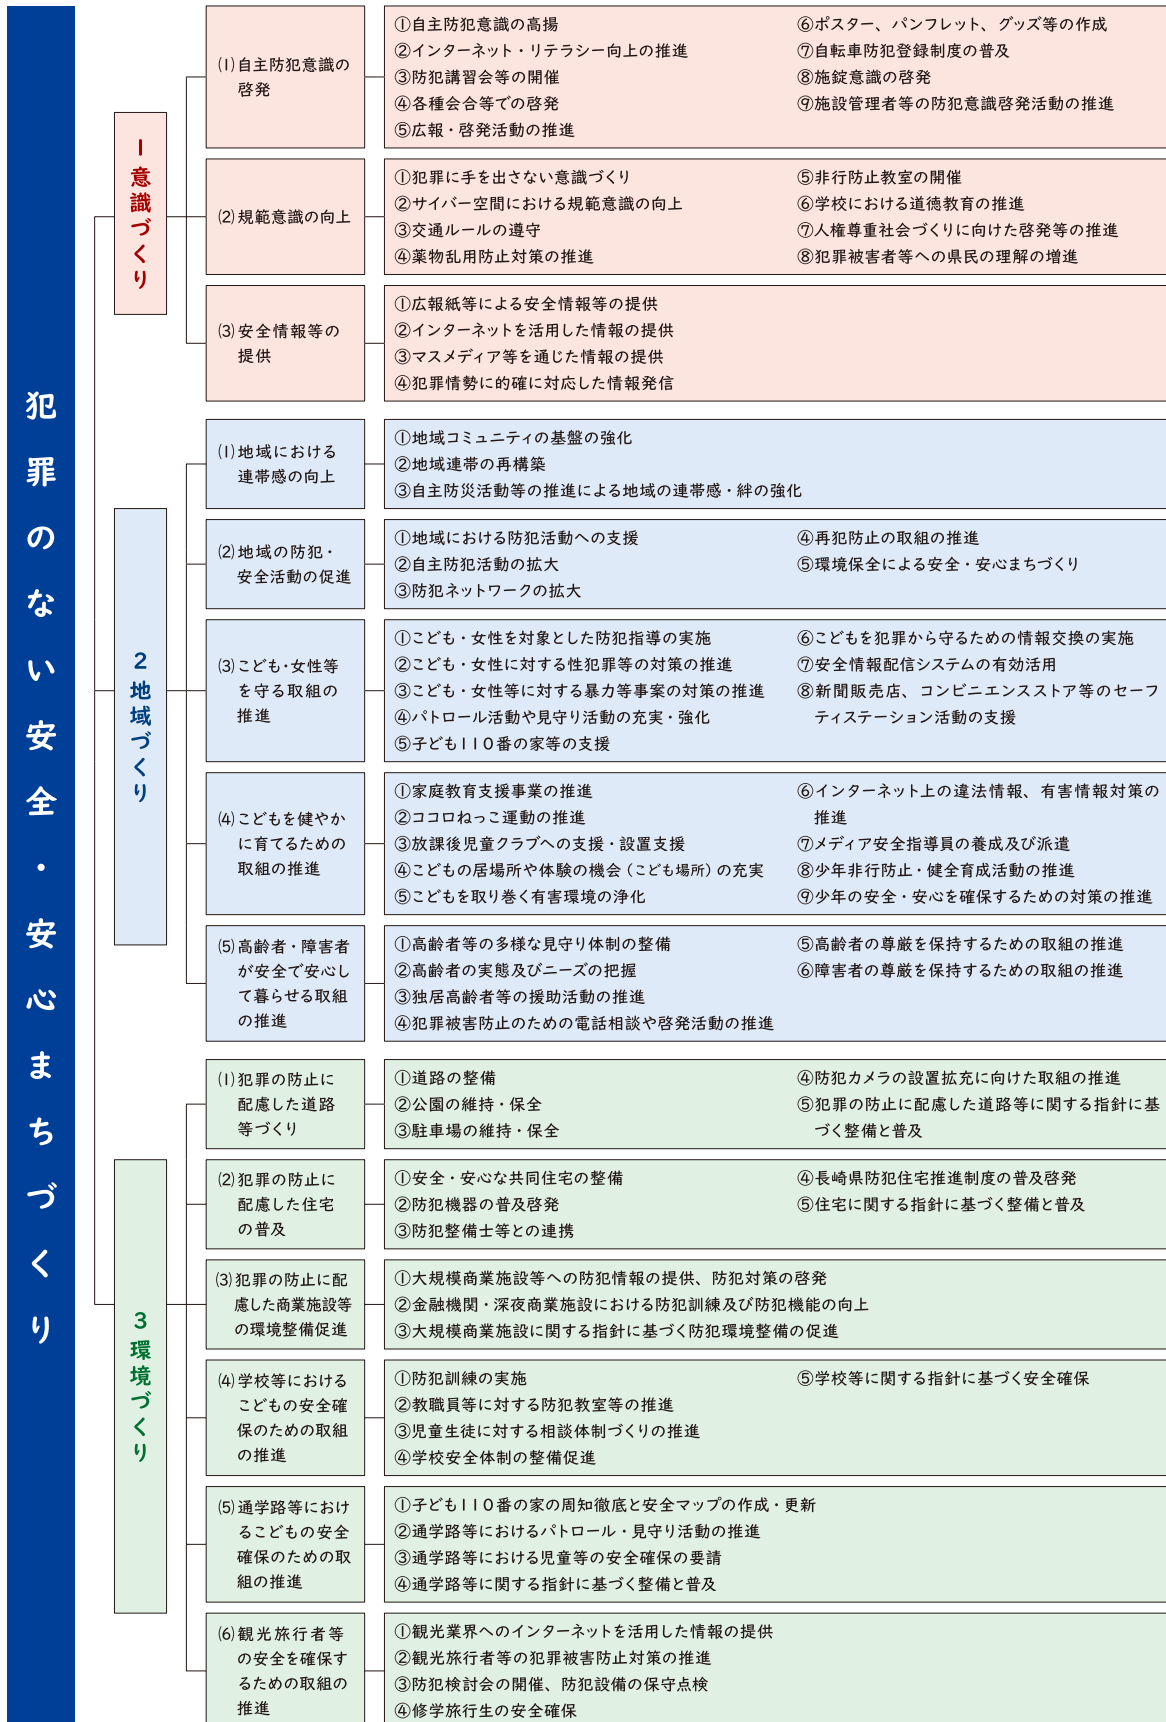 犯罪のない安全・安心まちづくり
1意識づくり
(1)自主防犯意識の
啓発
①自主防犯意識の高揚
②インターネット・リテラシー向上の推進
③防犯講習会等の開催
④各種会合等での啓発
⑤広報・啓発活動の推進
⑥ポスター、パンフレット、グッズ等の作成
⑦自転車防犯登録制度の普及
⑧施錠意識の啓発
⑨施設管理者等の防犯意識啓発活動の推進
(2)規範意識の向上
①犯罪に手を出さない意識づくり
②サイバー空間における規範意識の向上
③交通ルールの遵守
④薬物乱用防止対策の推進
⑤非行防止教室の開催
⑥学校における道徳教育の推進
⑦人権尊重社会づくりに向けた啓発等の推進
⑧犯罪被害者等への県民の理解の増進
(3)安全情報等の
提供
①広報紙等による安全情報等の提供
②インターネットを活用した情報の提供
③マスメディア等を通じた情報の提供
④犯罪情勢に的確に対応した情報発信
2地域づくり
(1)地域における
連帯感の向上
①地域コミュニティの基盤の強化
②地域連帯の再構築
③自主防災活動等の推進による地域の連帯感・絆の強化
(2)地域の防犯・
安全活動の促進
①地域における防犯活動への支援
②自主防犯活動の拡大
③防犯ネットワークの拡大
④再犯防止の取組の推進
⑤環境保全による安全・安心まちづくり
(3)こども・女性等
を守る取組の
推進
①こども・女性を対象とした防犯指導の実施
②こども・女性に対する性犯罪等の対策の推進
③こども・女性等に対する暴力等事案の対策の推進
④パトロール活動や見守り活動の充実・強化
⑤子ども110番の家等の支援
⑥こどもを犯罪から守るための情報交換の実施
⑦安全情報配信システムの有効活用
⑧新聞販売店、コンビニエンスストア等のセーフ
ティステーション活動の支援
(4)こどもを健やか
に育てるための
取組の推進
①家庭教育支援事業の推進
②ココロねっこ運動の推進
③放課後児童クラブへの支援・設置支援
④こどもの居場所や体験の機会（こども場所）の充実
⑤こどもを取り巻く有害環境の浄化
⑥インターネット上の違法情報、有害情報対策の
推進
⑦メディア安全指導員の養成及び派遣
⑧少年非行防止・健全育成活動の推進
⑨少年の安全・安心を確保するための対策の推進
(5)高齢者・障害者
が安全で安心し
て暮らせる取組
の推進
①高齢者等の多様な見守り体制の整備
②高齢者の実態及びニーズの把握
③独居高齢者等の援助活動の推進
④犯罪被害防止のための電話相談や啓発活動の推進
⑤高齢者の尊厳を保持するための取組の推進
⑥障害者の尊厳を保持するための取組の推進
3環境づくり
(1)犯罪の防止に
配慮した道路
等づくり
①道路の整備
②公園の維持・保全
③駐車場の維持・保全
④防犯カメラの設置拡充に向けた取組の推進
⑤犯罪の防止に配慮した道路等に関する指針に基
づく整備と普及
(2)犯罪の防止に
配慮した住宅
の普及
①安全・安心な共同住宅の整備
②防犯機器の普及啓発
③防犯整備士等との連携
④長崎県防犯住宅推進制度の普及啓発
⑤住宅に関する指針に基づく整備と普及
(3)犯罪の防止に配
慮した商業施設等
の環境整備促進
①大規模商業施設等への防犯情報の提供、防犯対策の啓発
②金融機関・深夜商業施設における防犯訓練及び防犯機能の向上
③大規模商業施設に関する指針に基づく防犯環境整備の促進
(4)学校等における
こどもの安全確
保のための取組
の推進
①防犯訓練の実施
②教職員等に対する防犯教室等の推進
③児童生徒に対する相談体制づくりの推進
④学校安全体制の整備促進
⑤学校等に関する指針に基づく安全確保
(5)通学路等におけ
るこどもの安全
確保のための取
組の推進
①子ども110番の家の周知徹底と安全マップの作成・更新
②通学路等におけるパトロール・見守り活動の推進
③通学路等における児童等の安全確保の要請
④通学路等に関する指針に基づく整備と普及
(6)観光旅行者等
の安全を確保す
るための取組の
推進
①観光業界へのインターネットを活用した情報の提供
②観光旅行者等の犯罪被害防止対策の推進
③防犯検討会の開催、防犯設備の保守点検
④修学旅行生の安全確保